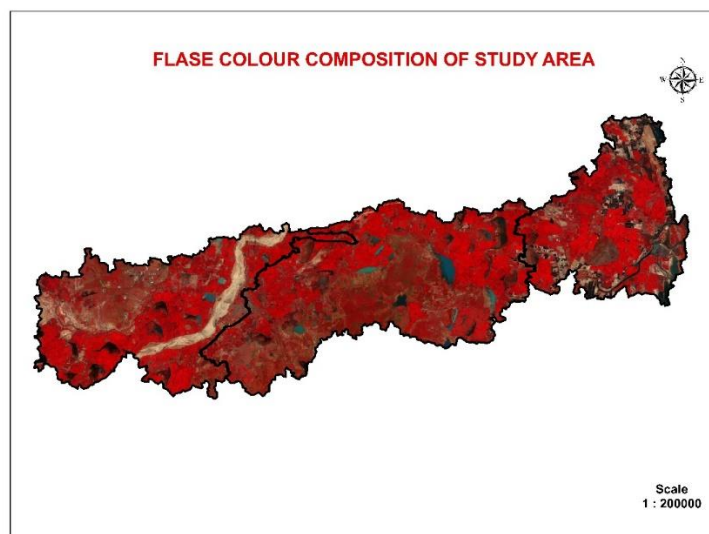 FLASE COLOUR COMPOSITION OF STUDY AREA
N
W E
S
Scale
1 : 200000